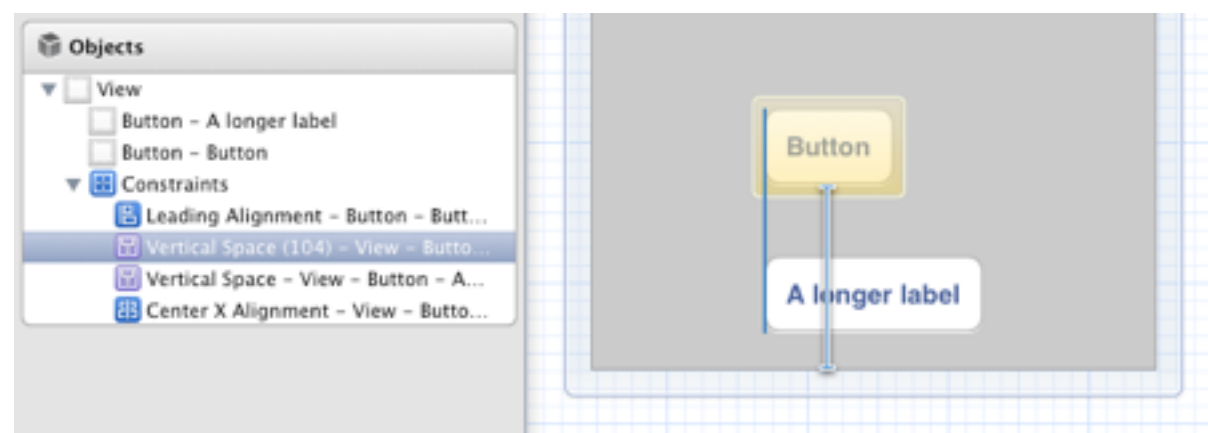 Objects
View
Button – A longer label
Button – Button
Constraints
Leading Alignment – Button – Butt...
Vertical Space (104) – View – Butto...
Vertical Space – View – Button – A...
Center X Alignment – View – Butto...
Button
A longer label